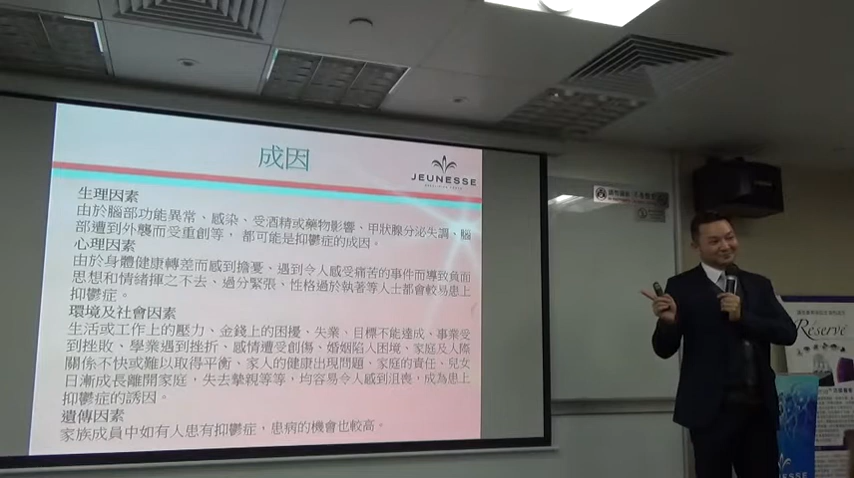 成因
JEUNESSE
生理因素
由於腦部功能異常、感染、受酒精或藥物影響、甲狀腺分泌失調、腦
部遭到外襲而受重創等，都可能是抑鬱症的成因。
心理因素
由於身體健康轉差而感到擔憂、遇到令人感受痛苦的事件而導致負面
思想和情緒揮之不去、過分緊張、性格過於執著等人士都會較易患上
抑鬱症。
環境及社會因素
生活或工作上的壓力、金錢上的困擾、失業、目標不能達成、事業受
到挫敗、學業遇到挫折、感情遭受創傷、婚姻陷入困境、家庭及人際
關係不快或難以取得平衡、家人的健康出現問題、家庭的責任、兒女
日漸成長離開家庭，失去摯親等等，均容易令人感到沮喪，成為患上
抑鬱症的誘因。
遺傳因素
家族成員中如有人患有抑鬱症，患病的機會也較高。
Réservé